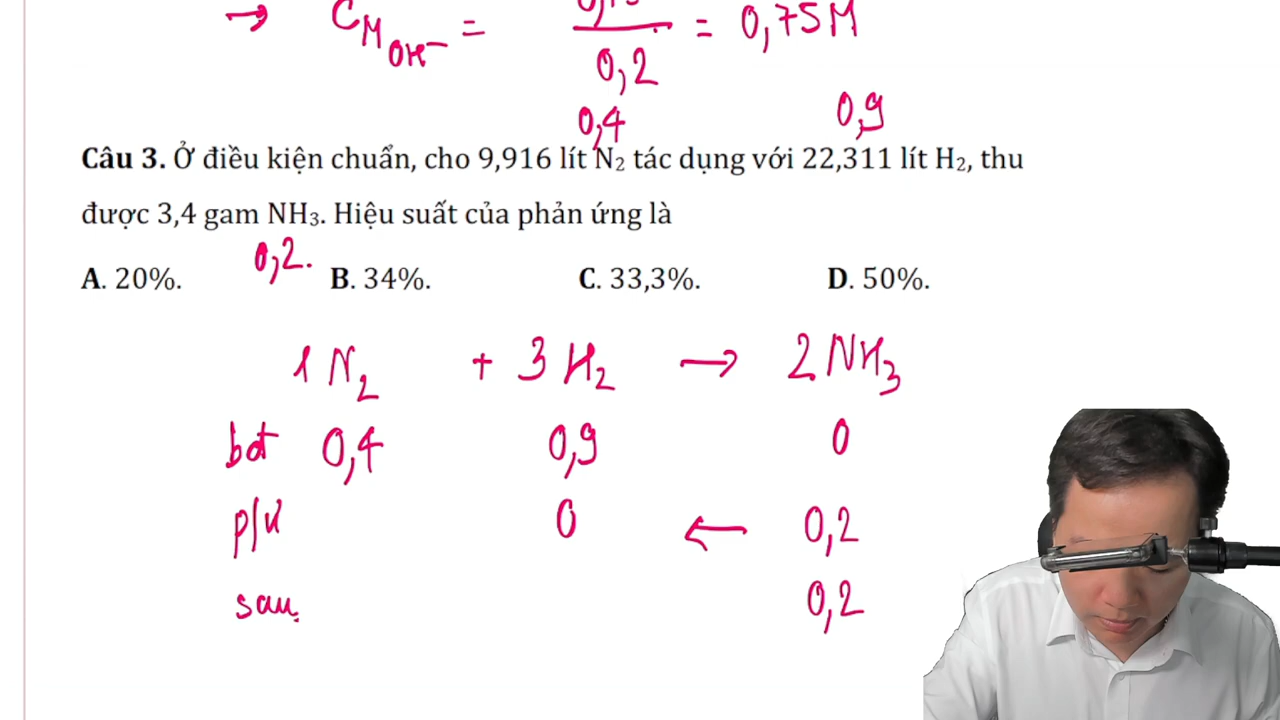 → C M OH⁻ = / 0,2 = 0,75M
0,4 0,9
Câu 3. Ở điều kiện chuẩn, cho 9,916 lít N₂ tác dụng với 22,311 lít H₂, thu
được 3,4 gam NH₃. Hiệu suất của phản ứng là
0,2.
A. 20%. B. 34%. C. 33,3%. D. 50%.
1 N₂ + 3 H₂ → 2 NH₃
bđ 0,4 0,9 0
p/ư 0 ← 0,2
sau 0,2